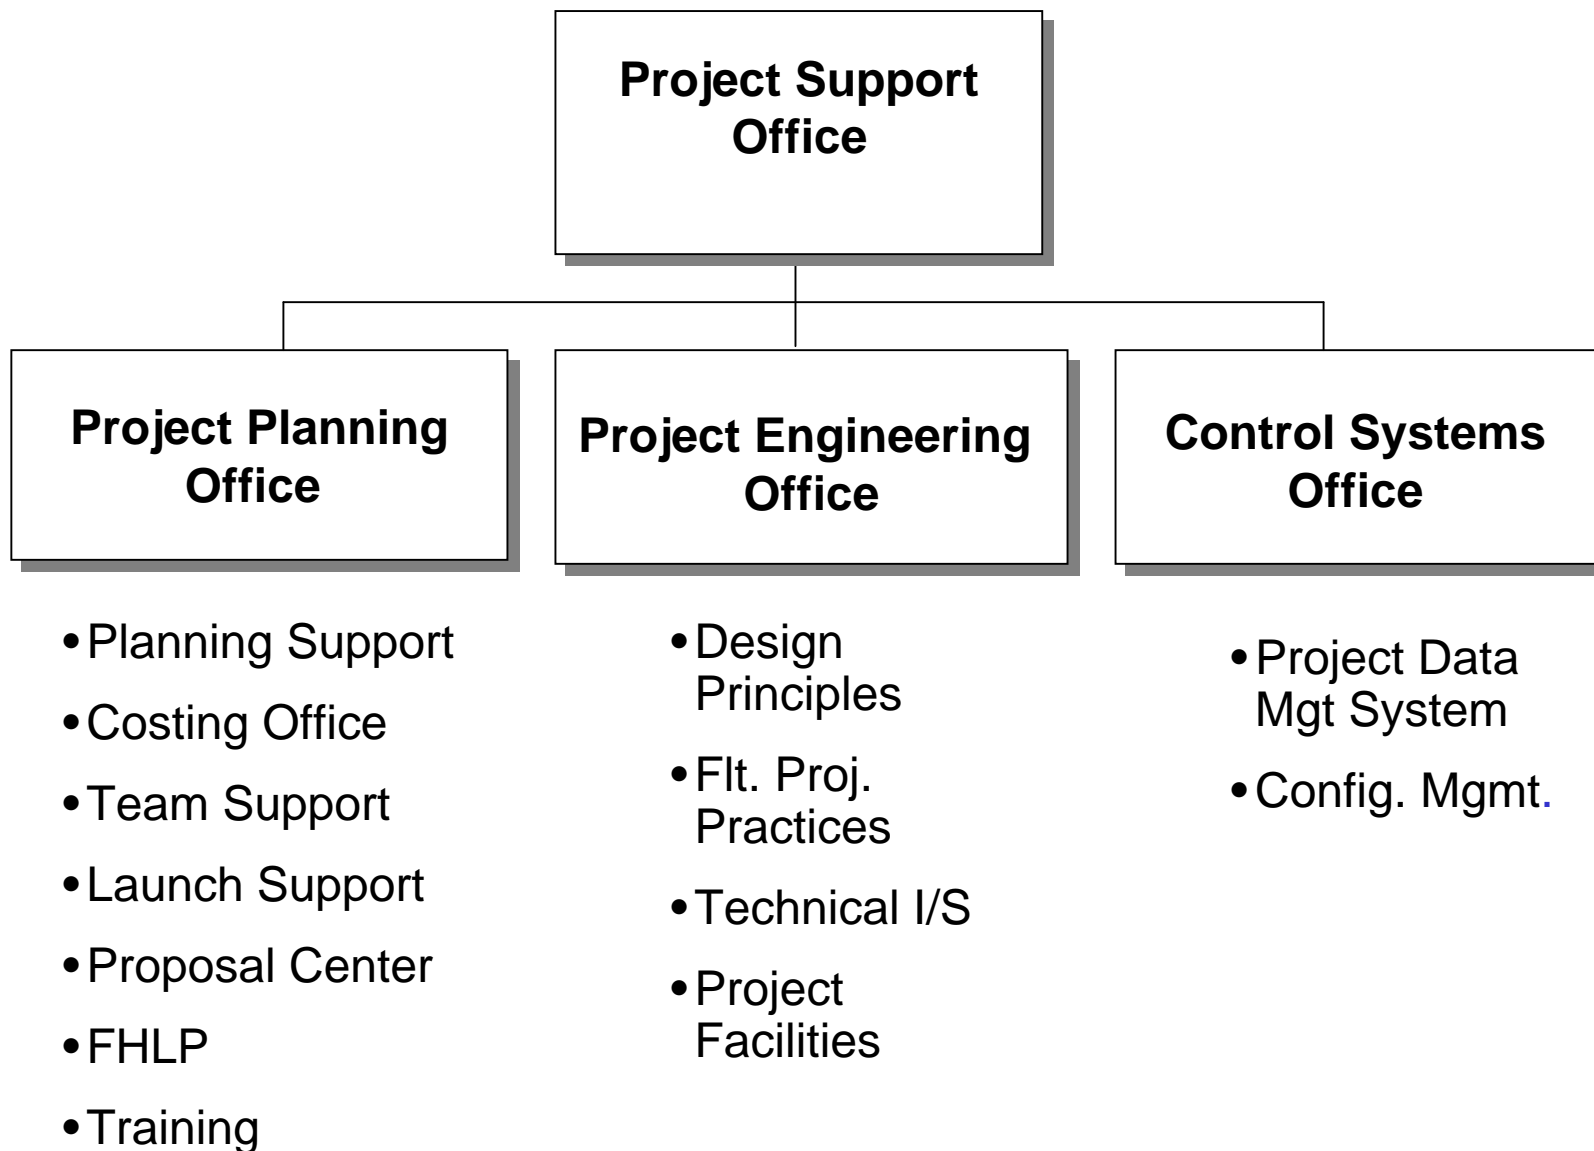 Project Support
Office
Project Planning
Office
•Planning Support
•Costing Office
•Team Support
•Launch Support
•Proposal Center
•FHLP
•Training
Project Engineering
Office
•Design
Principles
•Flt. Proj.
Practices
•Technical I/S
•Project
Facilities
Control Systems
Office
•Project Data
Mgt System
•Config. Mgmt.